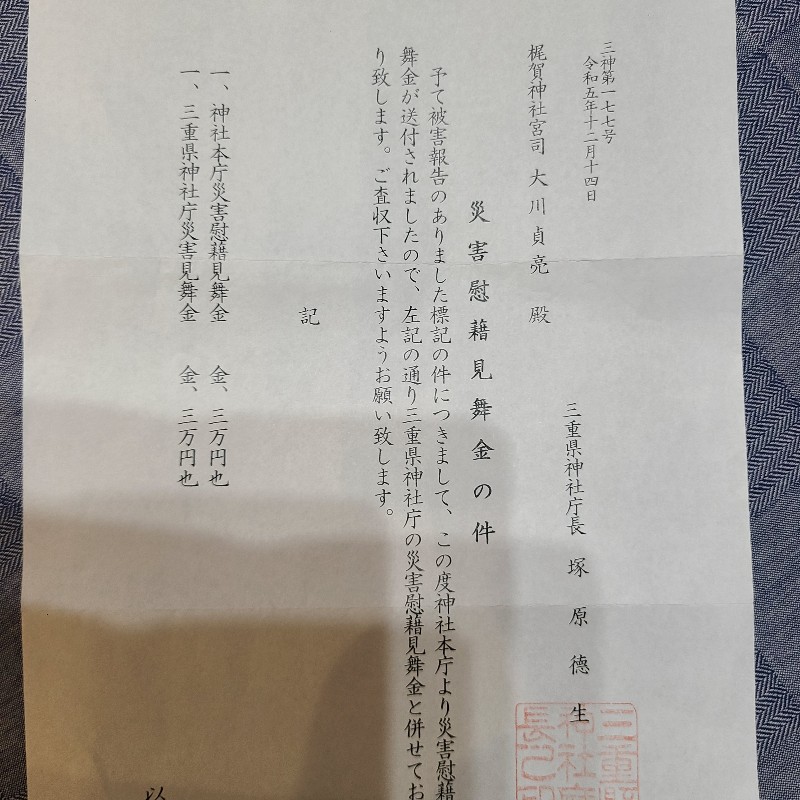 三神第一七七号
令和五年十二月十四日
梶賀神社宮司 大川貞亮 殿
三重県神社庁長 塚原徳生
災害慰藉見舞金の件
予て被害報告のありました標記の件につきまして、この度神社本庁より災害慰藉
舞金が送付されましたので、左記の通り三重県神社庁の災害慰藉見舞金と併せてお
り致します。ご査収下さいますようお願い致します。
記
一、神社本庁災害慰藉見舞金 金、三万円也
一、三重県神社庁災害見舞金 金、三万円也
以